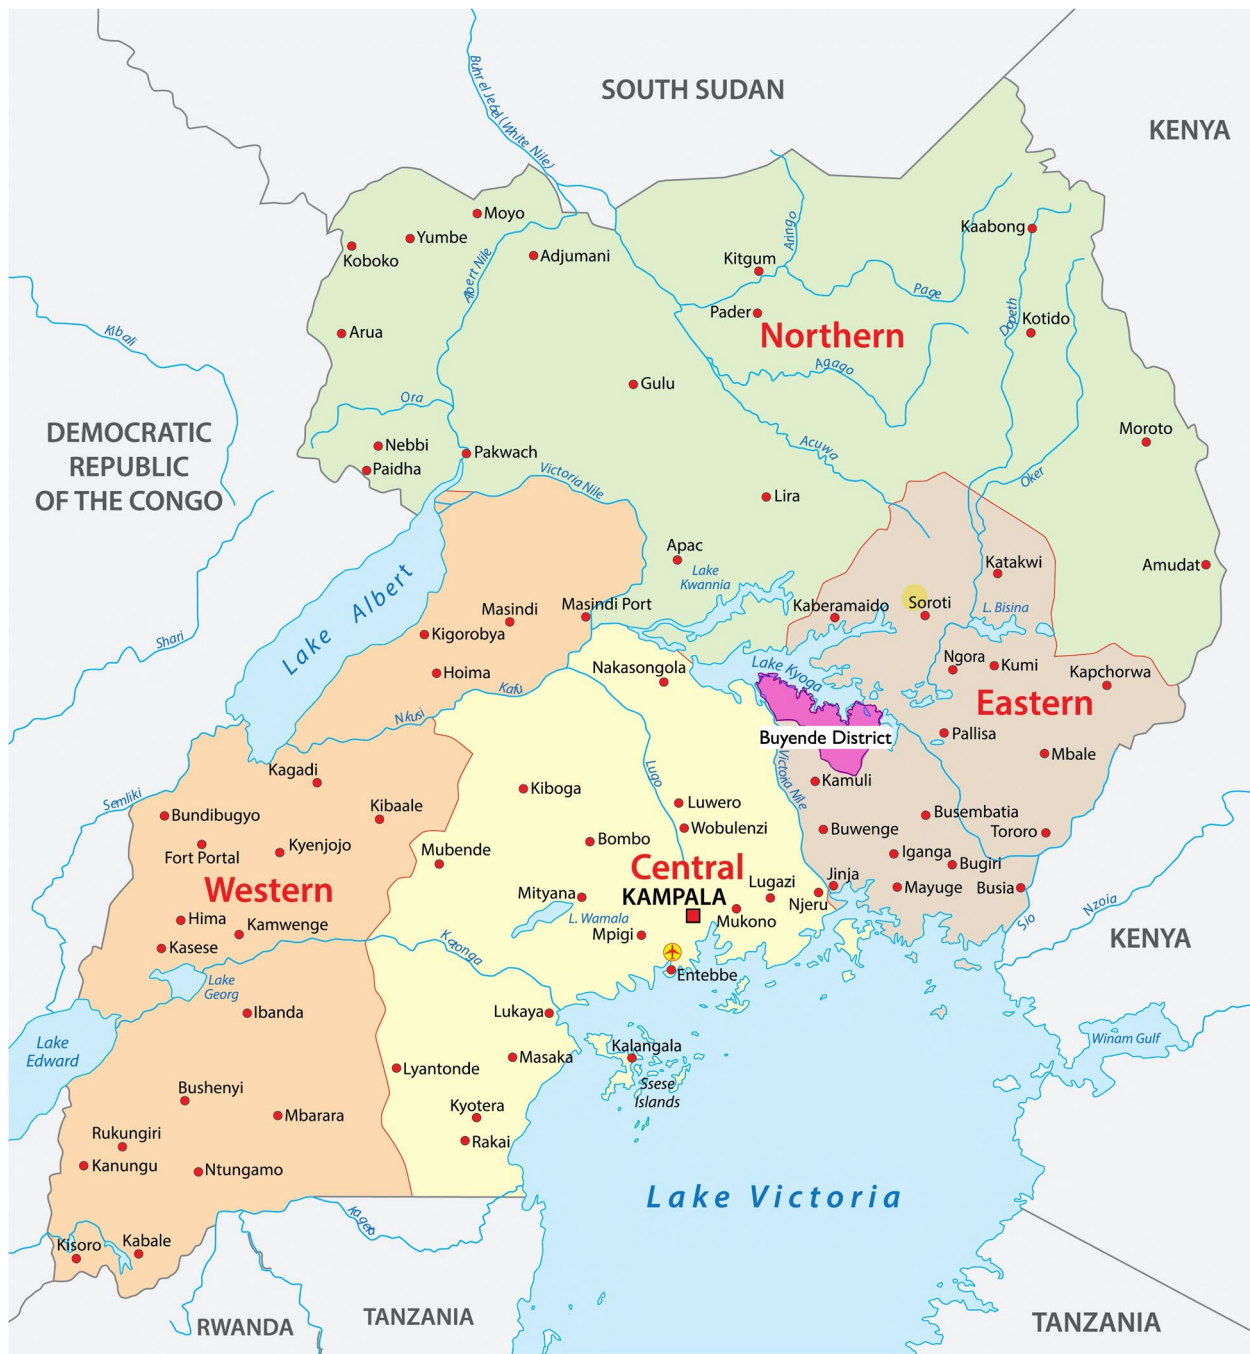 SOUTH SUDAN
KENYA
Bahr el Jebel (White Nile)
Moyo
Yumbe
Koboko
Adjumani
Albert Nile
Aringo
Kaabong
Kitgum
Page
Pader
Northern
Dopeth
Kotido
Arua
Kibali
Agago
Gulu
Ora
DEMOCRATIC
REPUBLIC
OF THE CONGO
Nebbi
Paidha
Pakwach
Victoria Nile
Acuwa
Oker
Moroto
Lira
Apac
Lake
Kwannia
Katakwi
Amudat
Lake Albert
Masindi
Masindi Port
Kigorobya
Kaberamaido
Soroti
L. Bisina
Shari
Hoima
Kafu
Nkusi
Nakasongola
Lake Kyoga
Ngora
Kumi
Kapchorwa
Eastern
Buyende District
Pallisa
Mbale
Kagadi
Lugo
Victoria Nile
Kamuli
Semliki
Bundibugyo
Kibaale
Kiboga
Luwero
Wobulenzi
Buwenge
Busembatia
Tororo
Fort Portal
Kyenjojo
Mubende
Bombo
Central
KAMPALA
Iganga
Bugiri
Western
Mityana
L. Wamala
Lugazi
Jinja
Njeru
Mayuge
Busia
Hima
Kamwenge
Mpigi
Mukono
Sio
Nzoia
Kasese
Katonga
Entebbe
KENYA
Lake
Georg
Ibanda
Lukaya
Lake
Edward
Masaka
Kalangala
Winam Gulf
Lyantonde
Ssese
Islands
Bushenyi
Mbarara
Kyotera
Rakai
Rukungiri
Kanungu
Ntungamo
Lake Victoria
Kagera
Kisoro
Kabale
RWANDA
TANZANIA
TANZANIA